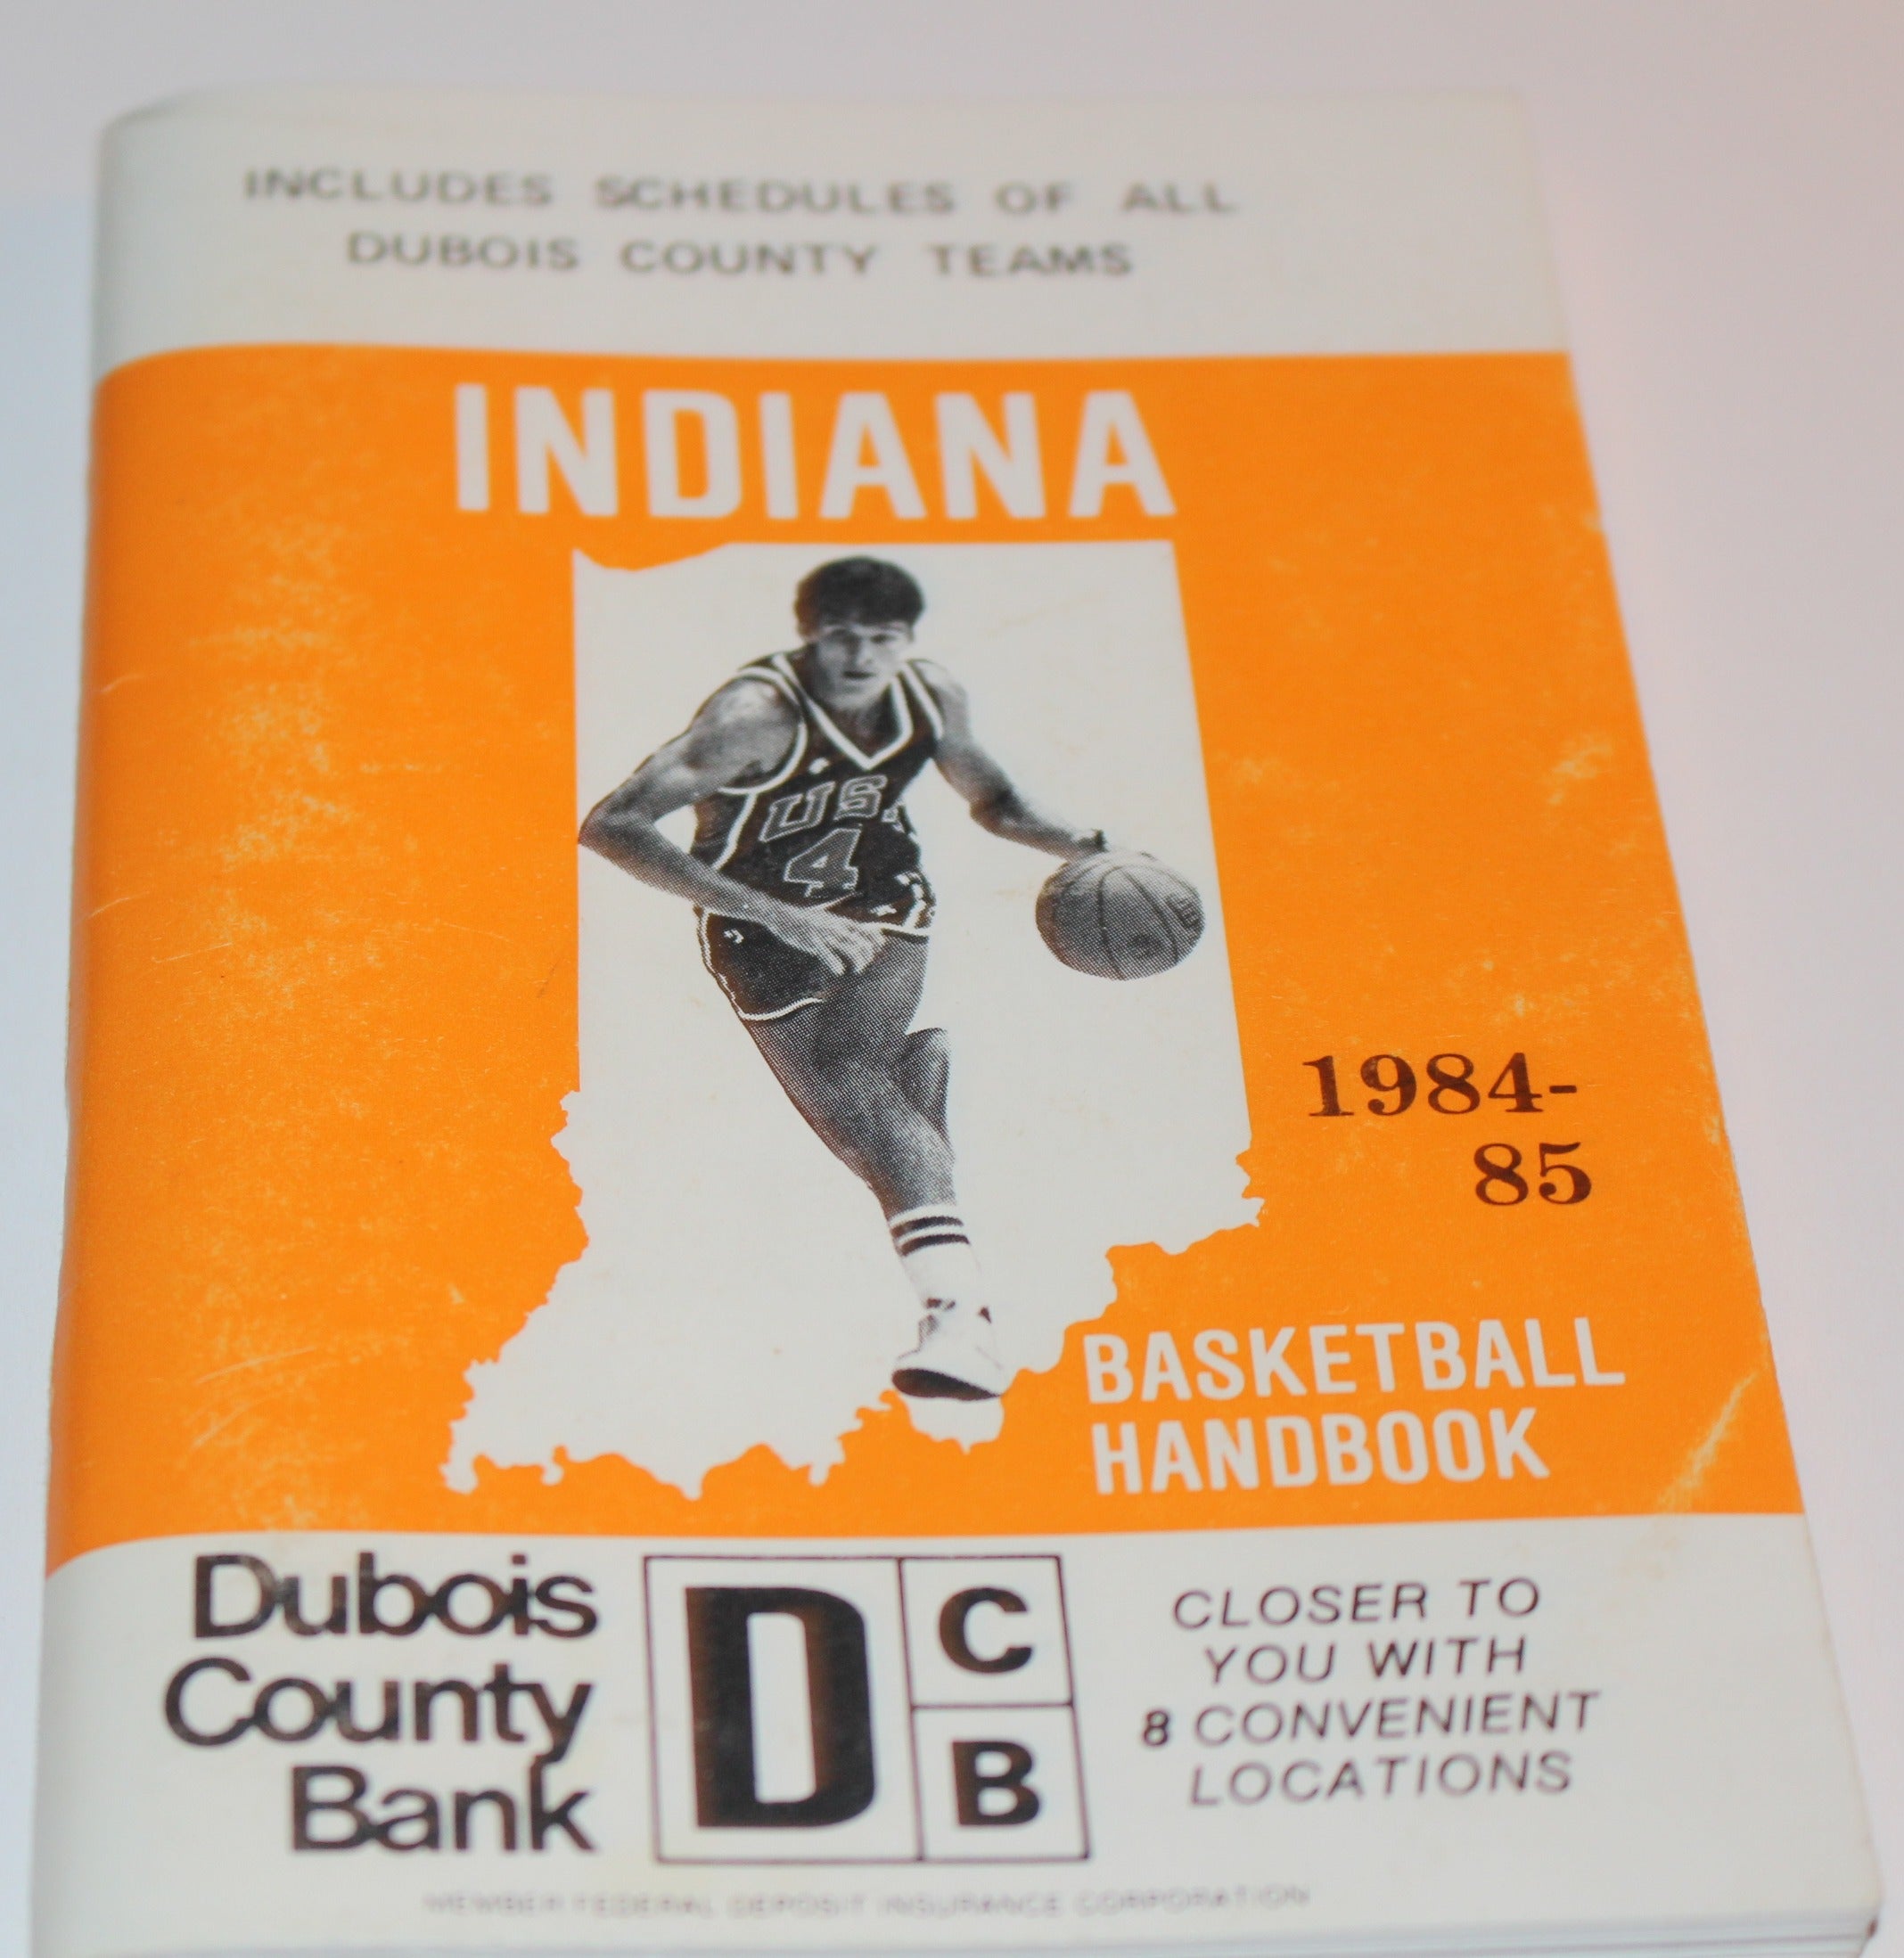 INCLUDES SCHEDULES OF ALL
DUBOIS COUNTY TEAMS
INDIANA
US
4
1984-
85
BASKETBALL
HANDBOOK
Dubois
County
Bank
D
C
B
CLOSER TO
YOU WITH
8 CONVENIENT
LOCATIONS
MEMBER FEDERAL DEPOSIT INSURANCE CORPORATION